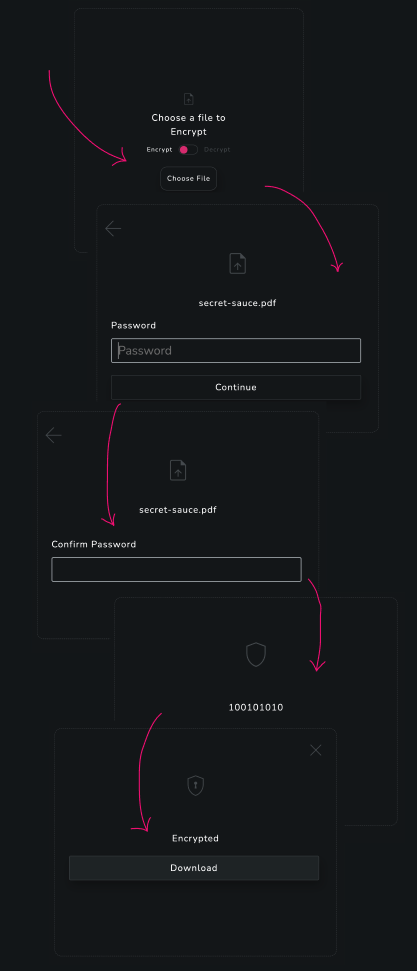 Choose a file to
Encrypt
Encrypt Decrypt
Choose File
secret-sauce.pdf
Password
Password
Continue
secret-sauce.pdf
Confirm Password
100101010
Encrypted
Download